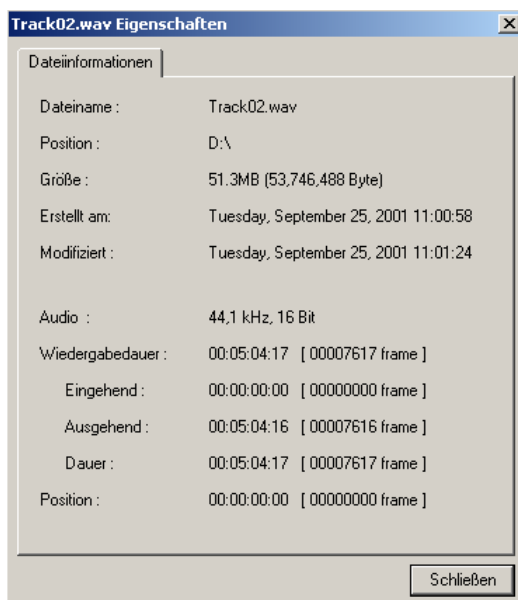 Track02.wav Eigenschaften
Dateiinformationen
Dateiname : Track02.wav
Position : D:\
Größe : 51.3MB (53,746,488 Byte)
Erstellt am: Tuesday, September 25, 2001 11:00:58
Modifiziert : Tuesday, September 25, 2001 11:01:24
Audio : 44,1 kHz, 16 Bit
Wiedergabedauer : 00:05:04:17 [ 00007617 frame ]
Eingehend : 00:00:00:00 [ 00000000 frame ]
Ausgehend : 00:05:04:16 [ 00007616 frame ]
Dauer : 00:05:04:17 [ 00007617 frame ]
Position : 00:00:00:00 [ 00000000 frame ]
Schließen